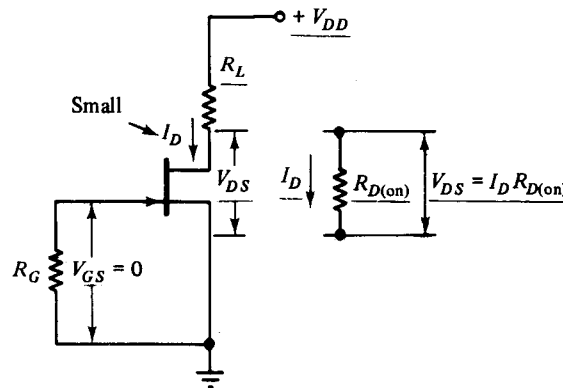 + V_DD
R_L
Small
I_D
V_DS
I_D
R_D(on)
V_DS = I_D R_D(on)
R_G
V_GS = 0